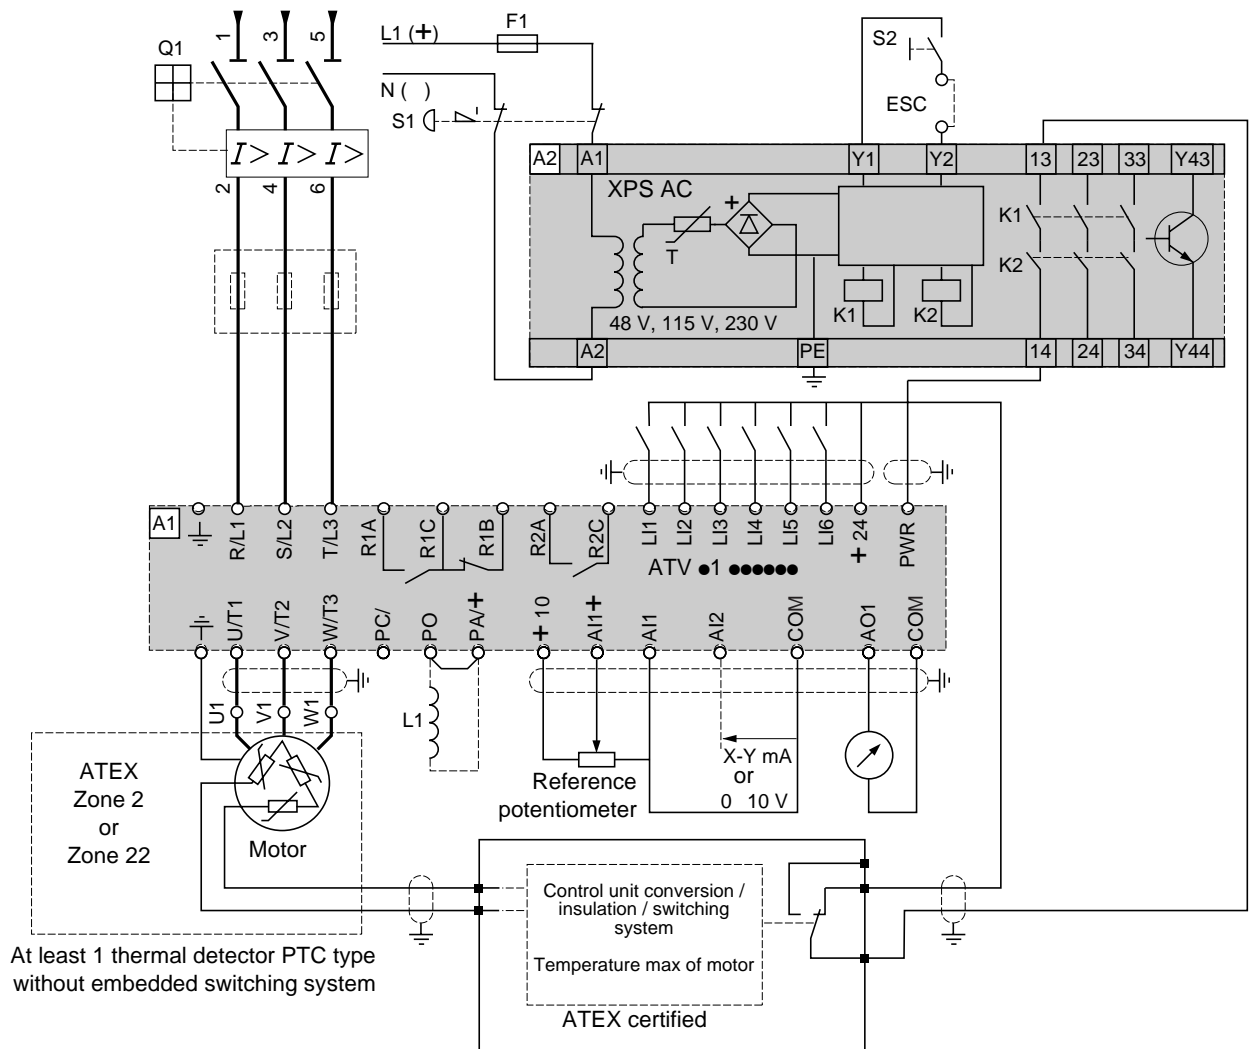 1 3 5
Q1
I> I> I>
2 4 6
L1 (+)
F1
N ( )
S1
S2
ESC
A2 A1 Y1 Y2 13 23 33 Y43
XPS AC
+
T
K1
K2
K1 K2
48 V, 115 V, 230 V
A2 PE 14 24 34 Y44
A1
R/L1 S/L2 T/L3 R1A R1C R1B R2A R2C LI1 LI2 LI3 LI4 LI5 LI6 +24 PWR
ATV •1 ••••••
U/T1 V/T2 W/T3 PC/ PO PA/+ +10 AI1+ AI1 AI2 COM AO1 COM
U1 V1 W1
L1
ATEX
Zone 2
or
Zone 22
Motor
Reference
potentiometer
X-Y mA
or
0 10 V
At least 1 thermal detector PTC type
without embedded switching system
Control unit conversion /
insulation / switching
system
Temperature max of motor
ATEX certified